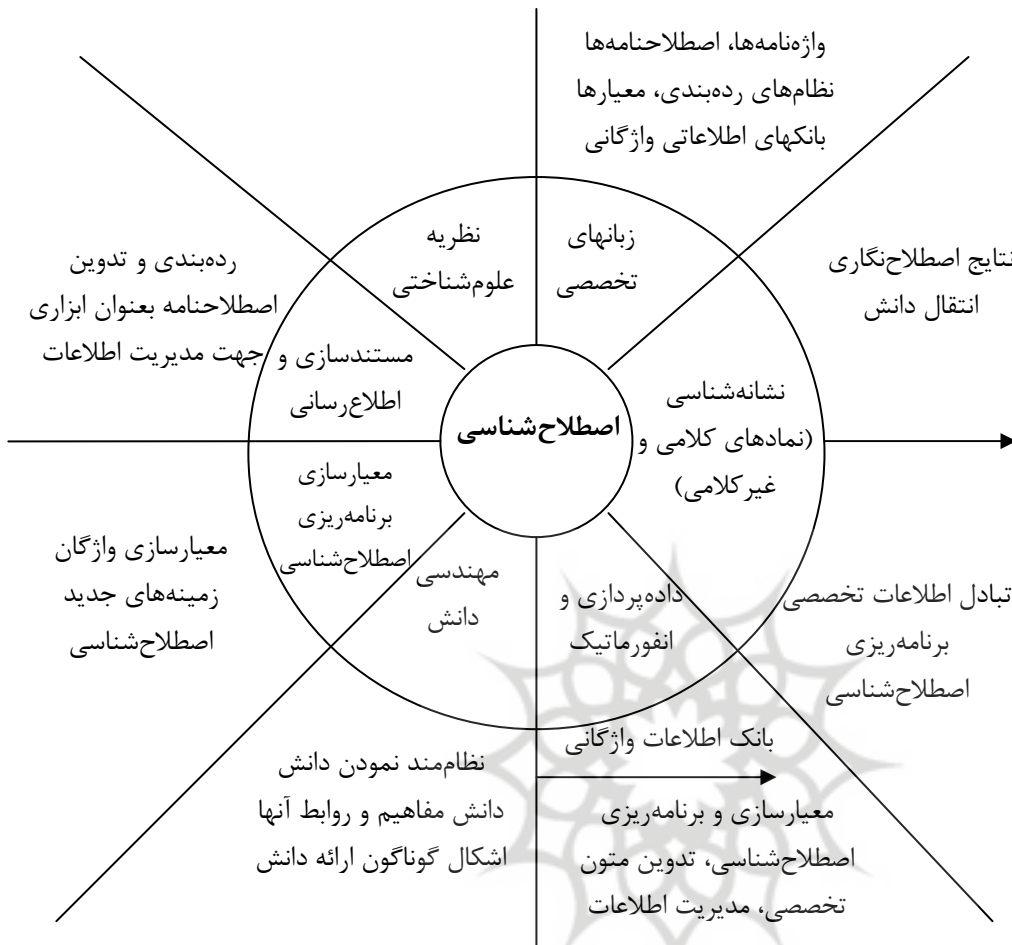 واژه‌نامه‌ها، اصطلاحنامه‌ها
نظام‌های رده‌بندی، معیارها
بانکهای اطلاعاتی واژگانی
زبانهای
تخصصی
نظریه
علوم‌شناختی
نتایج اصطلاح‌نگاری
انتقال دانش
رده‌بندی و تدوین
اصطلاحنامه بعنوان ابزاری
جهت مدیریت اطلاعات
مستندسازی و
اطلاع‌رسانی
اصطلاح‌شناسی
نشانه‌شناسی
(نمادهای کلامی و
غیرکلامی)
معیارسازی
برنامه‌ریزی
اصطلاح‌شناسی
معیارسازی واژگان
زمینه‌های جدید
اصطلاح‌شناسی
مهندسی
دانش
داده‌پردازی و
انفورماتیک
تبادل اطلاعات تخصصی
برنامه‌ریزی
اصطلاح‌شناسی
بانک اطلاعات واژگانی
معیارسازی و برنامه‌ریزی
اصطلاح‌شناسی، تدوین متون
تخصصی، مدیریت اطلاعات
نظام‌مند نمودن دانش
دانش مفاهیم و روابط آنها
اشکال گوناگون ارائه دانش